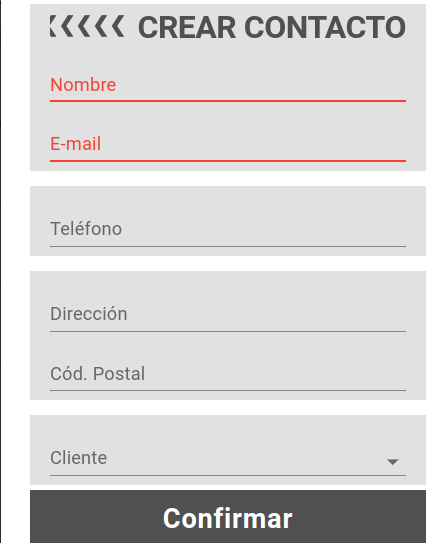 CREAR CONTACTO
Nombre
E-mail
Teléfono
Dirección
Cód. Postal
Cliente
Confirmar